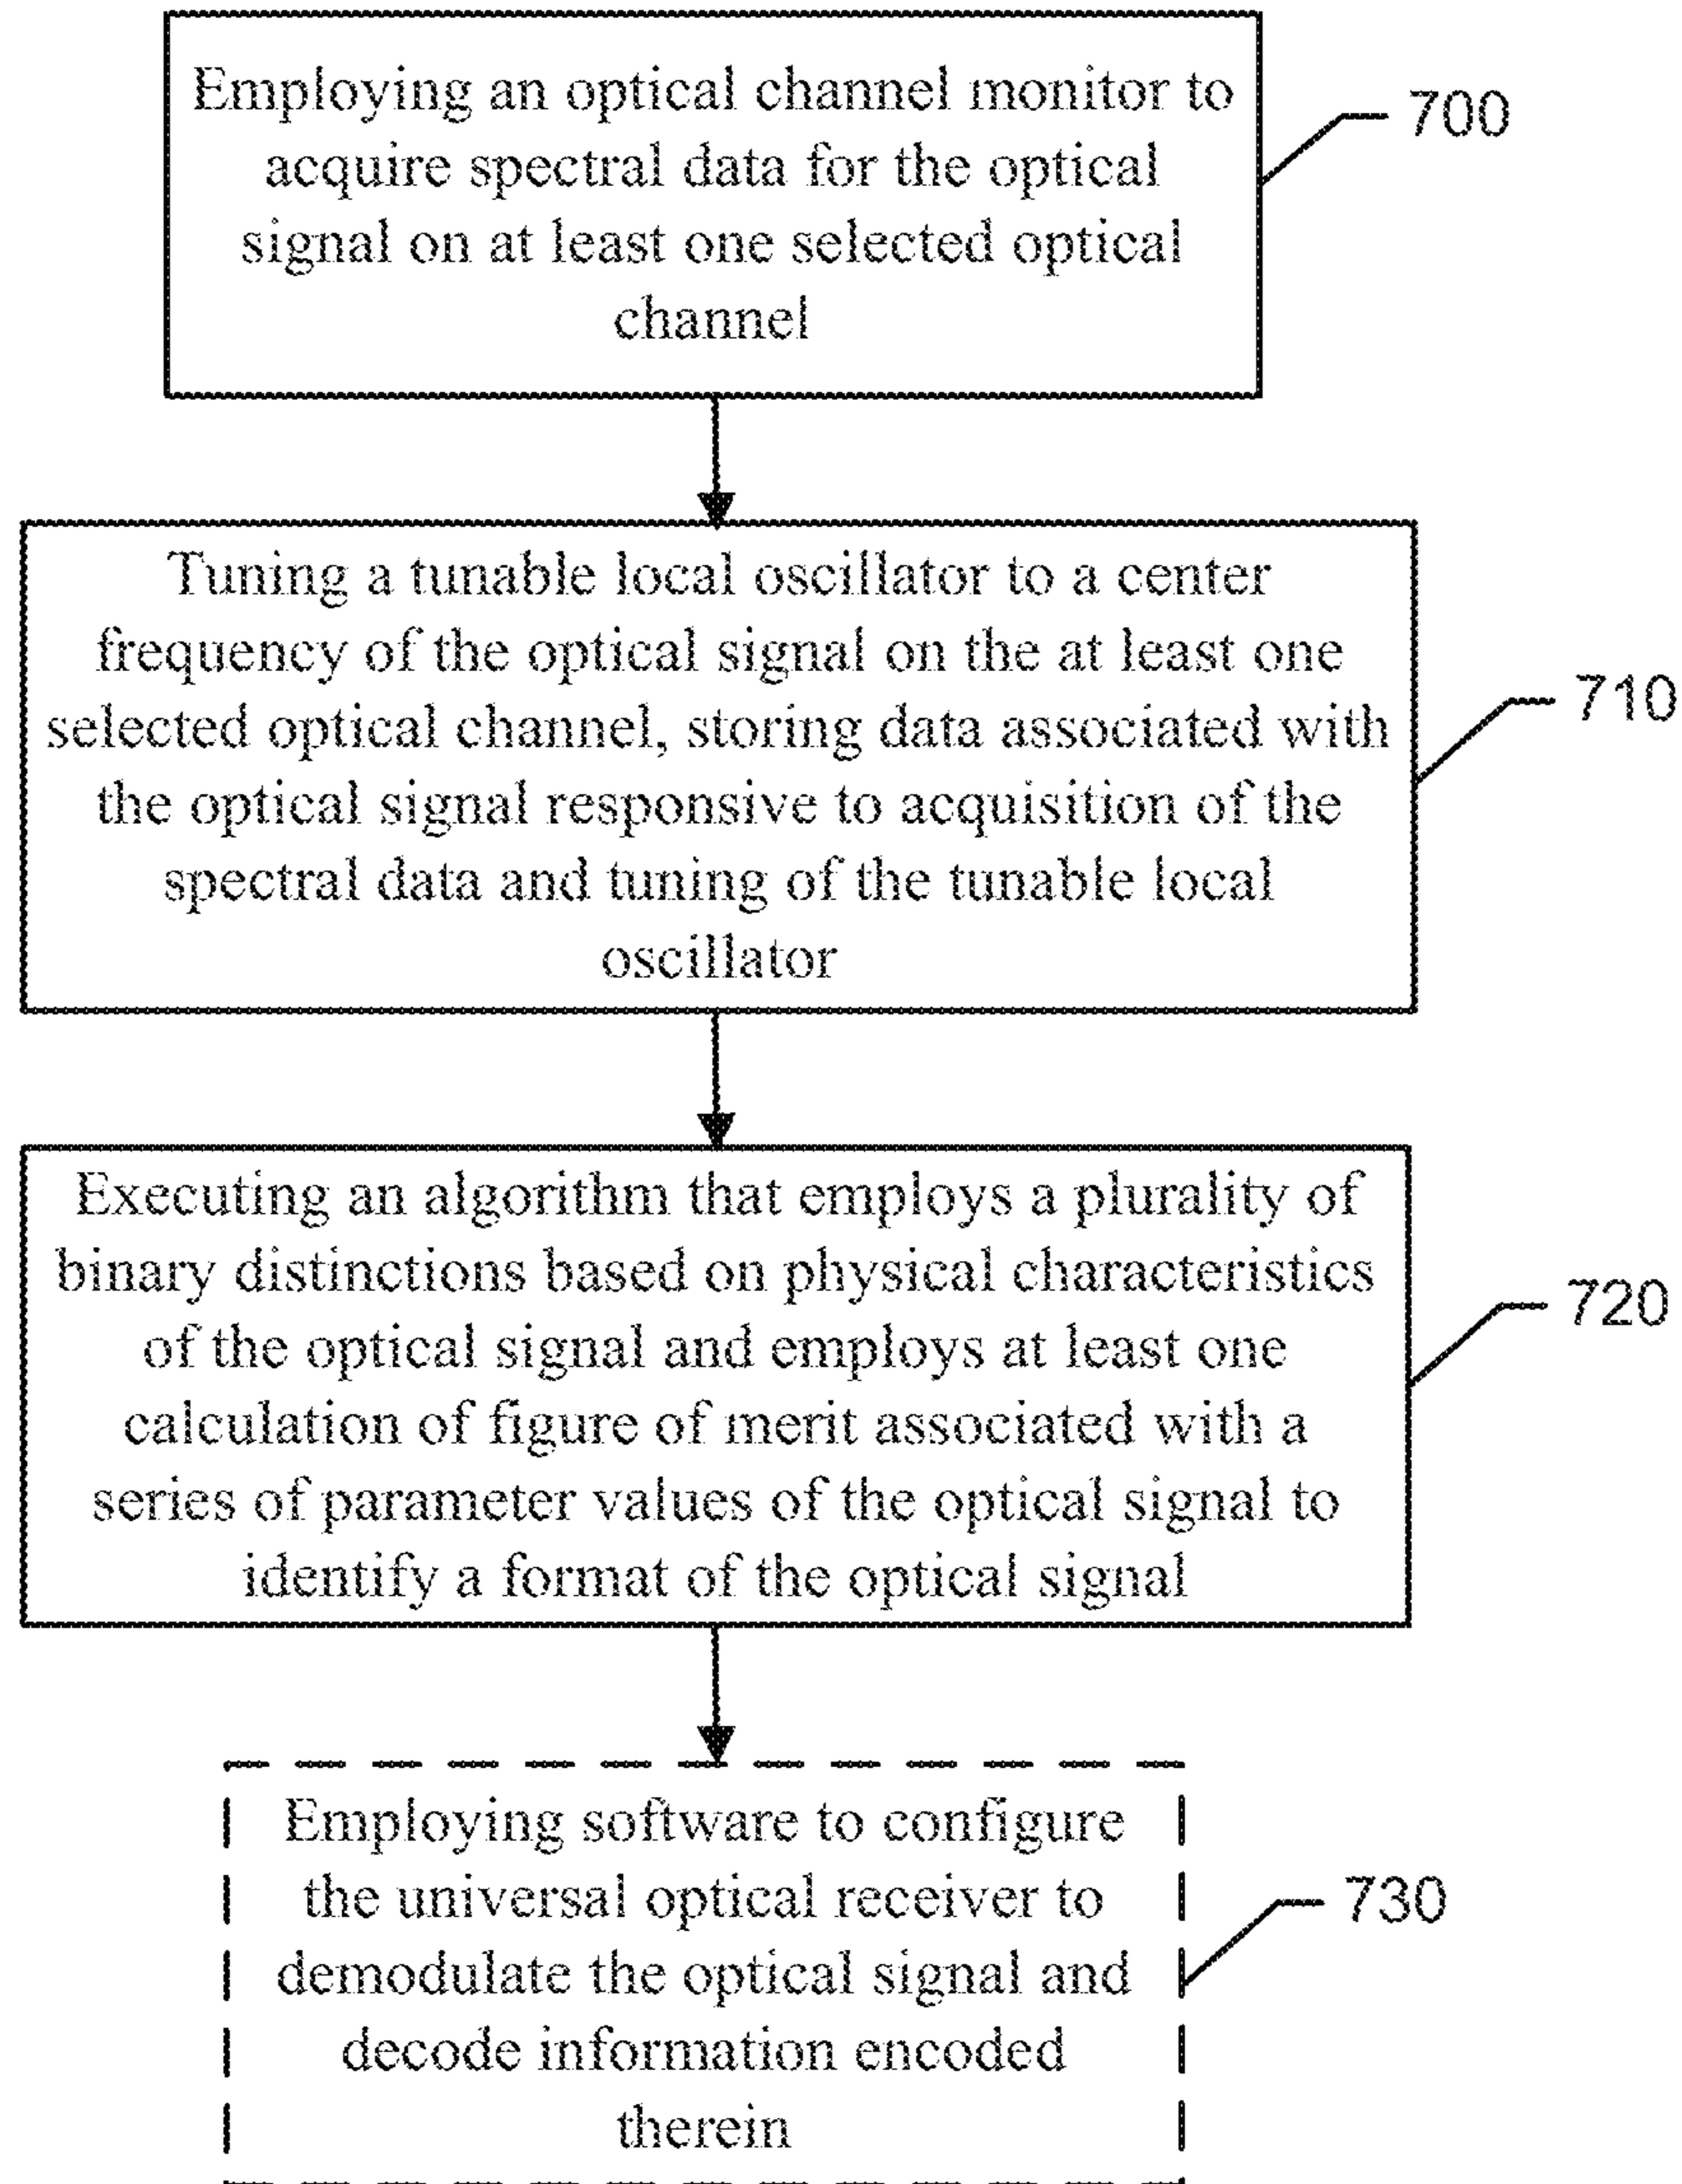 Employing an optical channel monitor to
acquire spectral data for the optical
signal on at least one selected optical
channel
700
Tuning a tunable local oscillator to a center
frequency of the optical signal on the at least one
selected optical channel, storing data associated with
the optical signal responsive to acquisition of the
spectral data and tuning of the tunable local
oscillator
710
Executing an algorithm that employs a plurality of
binary distinctions based on physical characteristics
of the optical signal and employs at least one
calculation of figure of merit associated with a
series of parameter values of the optical signal to
identify a format of the optical signal
720
Employing software to configure
the universal optical receiver to
demodulate the optical signal and
decode information encoded
therein
730